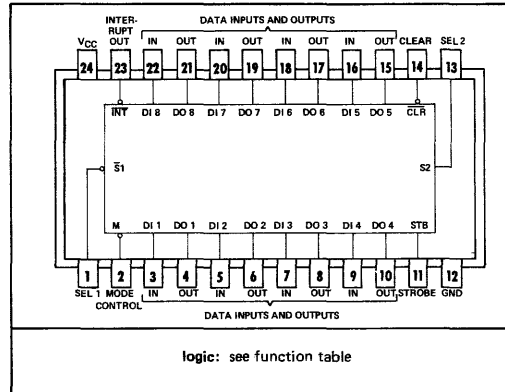 INTER-
RUPT
DATA INPUTS AND OUTPUTS
VCC OUT IN OUT IN OUT IN OUT IN OUT CLEAR SEL 2
24 23 22 21 20 19 18 17 16 15 14 13
INT DI 8 DO 8 DI 7 DO 7 DI 6 DO 6 DI 5 DO 5 CLR
S1 S2
M DI 1 DO 1 DI 2 DO 2 DI 3 DO 3 DI 4 DO 4 STB
1 2 3 4 5 6 7 8 9 10 11 12
SEL 1 MODE IN OUT IN OUT IN OUT IN OUT STROBE GND
CONTROL
DATA INPUTS AND OUTPUTS
logic: see function table